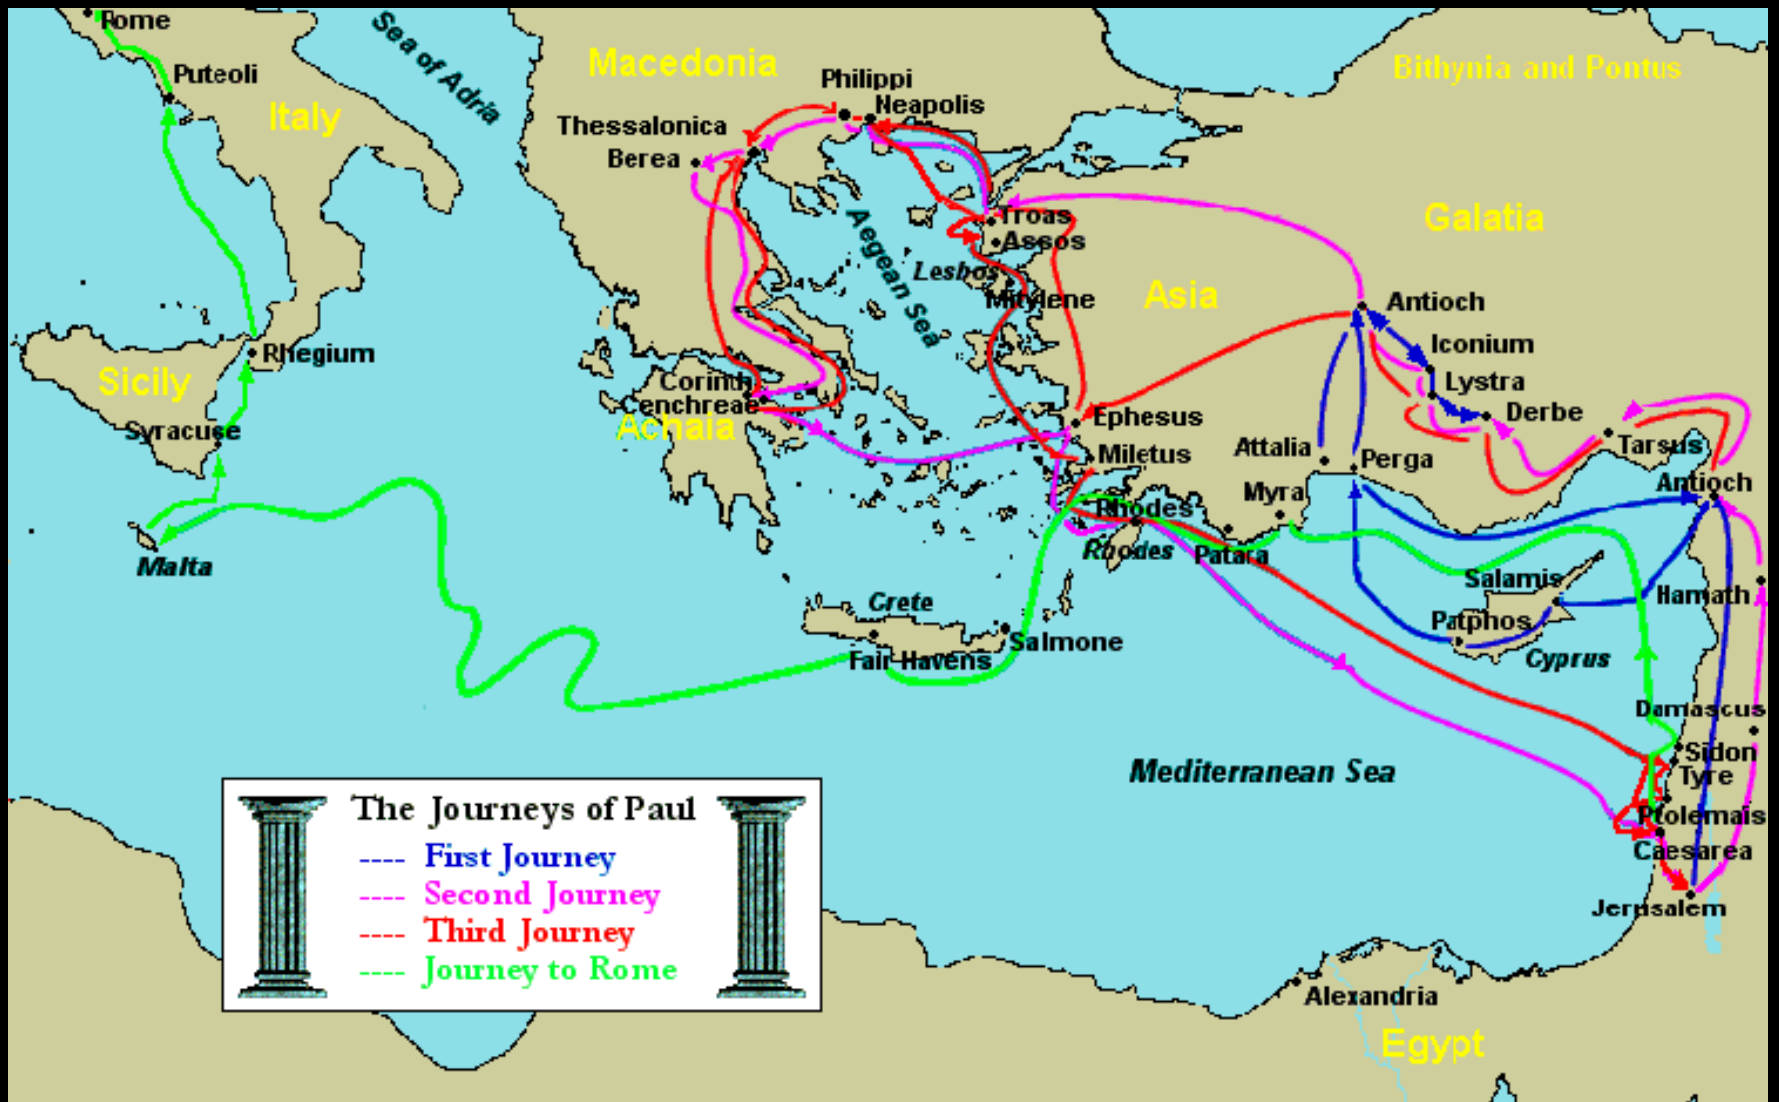 Rome
Sea of Adria
Puteoli
Italy
Macedonia
Philippi
Neapolis
Thessalonica
Berea
Bithynia and Pontus
Galatia
Troas
Assos
Aegean Sea
Lesbos
Mitylene
Asia
Antioch
Iconium
Lystra
Derbe
Rhegium
Sicily
Syracuse
Corinth
enchreae
Achaia
Ephesus
Miletus
Attalia
Perga
Tarsus
Antioch
Myra
Rhodes
Rhodes
Patara
Malta
Crete
Salmone
Fair Havens
Salamis
Patphos
Cyprus
Hamath
Damascus
Sidon
Tyre
Ptolemais
Caesarea
Jerusalem
Mediterranean Sea
The Journeys of Paul
---- First Journey
---- Second Journey
---- Third Journey
---- Journey to Rome
Alexandria
Egypt